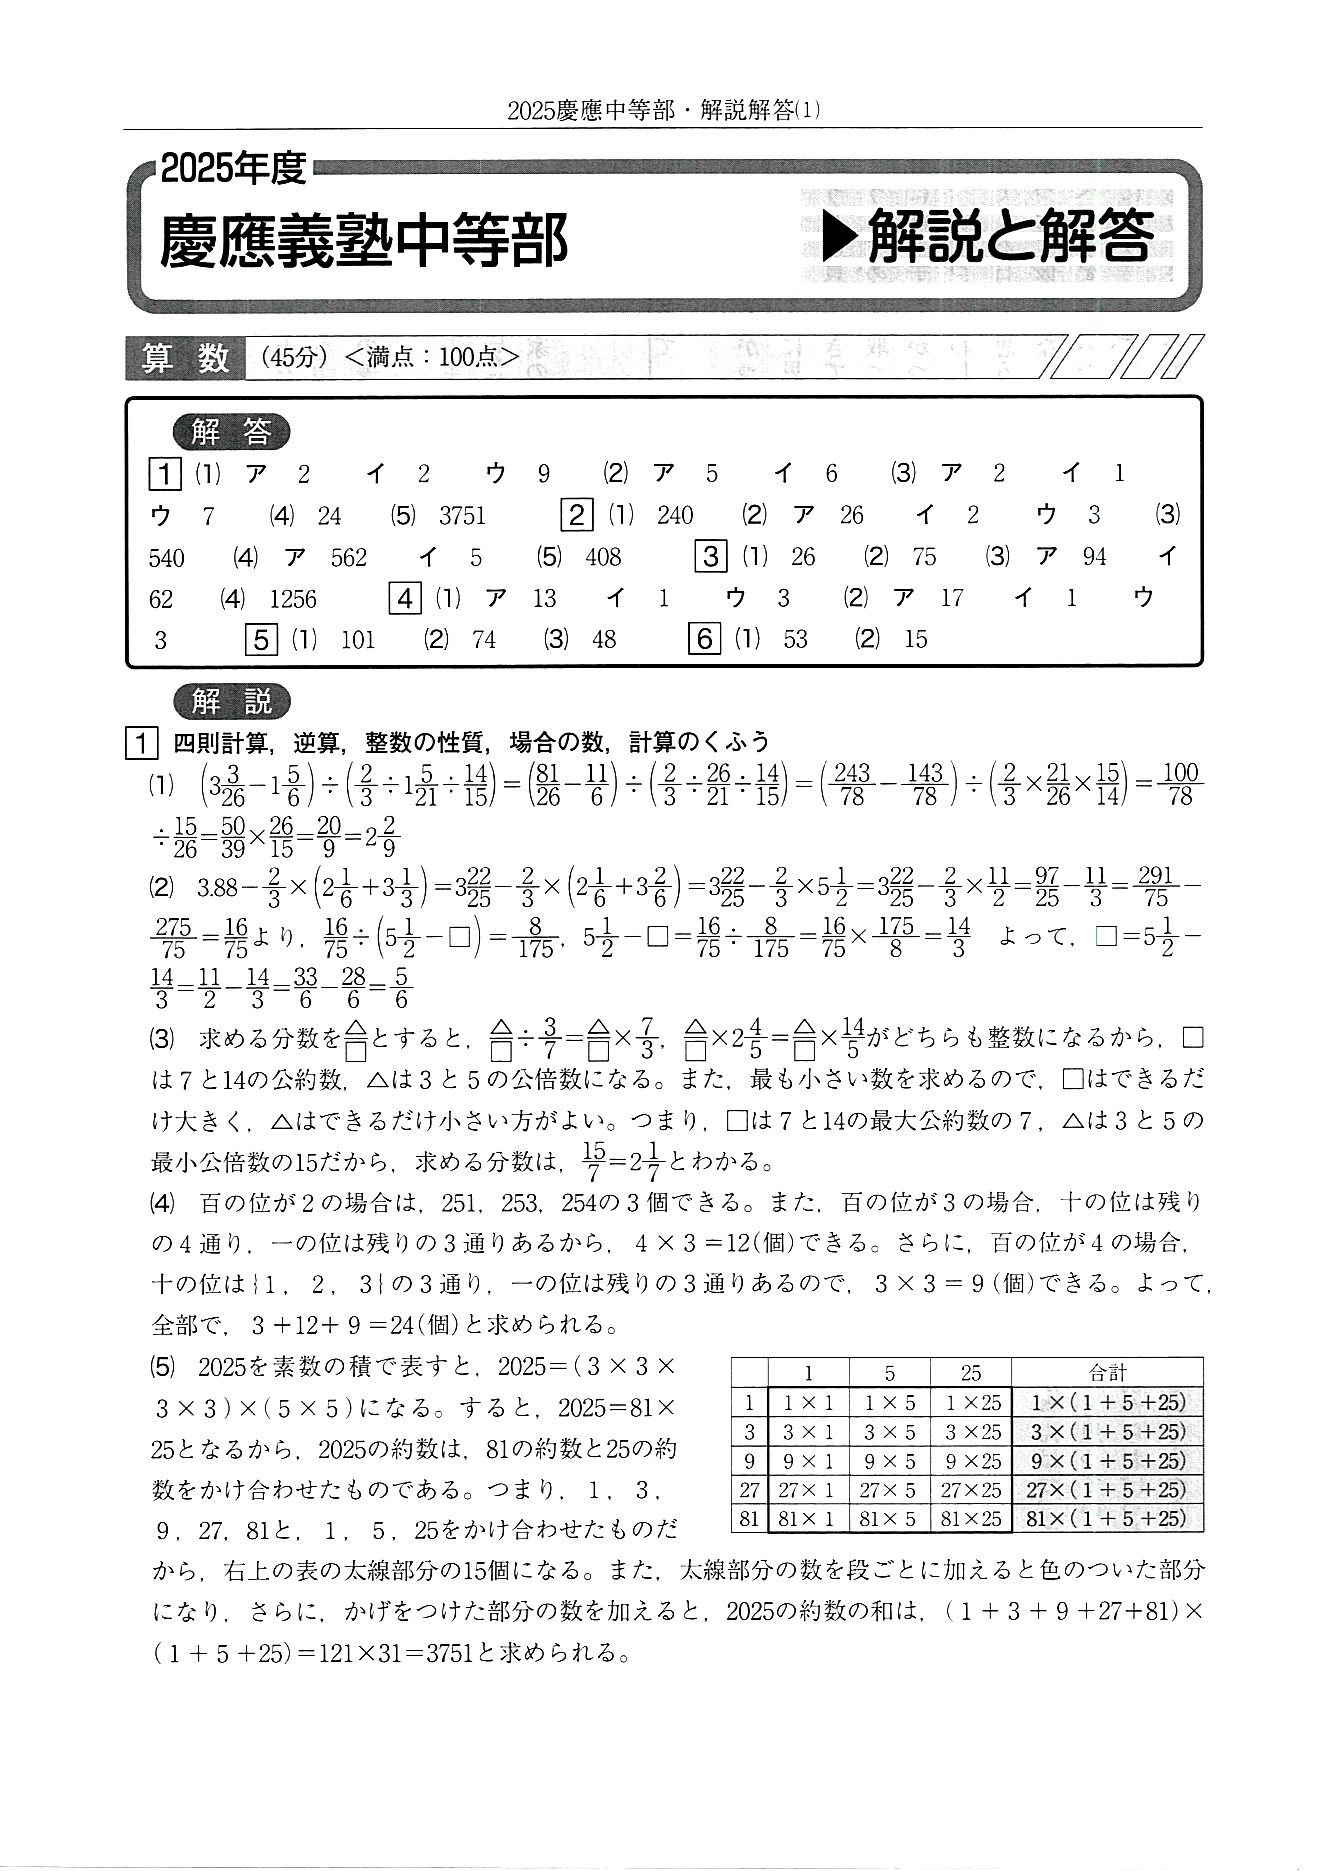 2025慶應中等部・解説解答(1)
2025年度
慶應義塾中等部 ▶解説と解答
算数 (45分) <満点：100点>
解答
1 (1) ア 2 イ 2 ウ 9 (2) ア 5 イ 6 (3) ア 2 イ 1
ウ 7 (4) 24 (5) 3751 2 (1) 240 (2) ア 26 イ 2 ウ 3 (3)
540 (4) ア 562 イ 5 (5) 408 3 (1) 26 (2) 75 (3) ア 94 イ
62 (4) 1256 4 (1) ア 13 イ 1 ウ 3 (2) ア 17 イ 1 ウ
3 5 (1) 101 (2) 74 (3) 48 6 (1) 53 (2) 15
解説
1 四則計算，逆算，整数の性質，場合の数，計算のくふう
(1) (3 3/26−1 5/6)÷(2/3÷1 5/21÷14/15)=(81/26−11/6)÷(2/3÷26/21÷14/15)=(243/78−143/78)÷(2/3×21/26×15/14)=100/78
÷15/26=50/39×26/15=20/9=2 2/9
(2) 3.88−2/3×(2 1/6+3 1/3)=3 22/25−2/3×(2 1/6+3 2/6)=3 22/25−2/3×5 1/2=3 22/25−2/3×11/2=97/25−11/3=291/75−
275/75=16/75より，16/75÷(5 1/2−□)=8/175，5 1/2−□=16/75÷8/175=16/75×175/8=14/3 よって，□=5 1/2−
14/3=11/2−14/3=33/6−28/6=5/6
(3) 求める分数を△/□とすると，△/□÷3/7=△/□×7/3，△/□×2 4/5=△/□×14/5がどちらも整数になるから，□
は7と14の公約数，△は3と5の公倍数になる。また，最も小さい数を求めるので，□はできるだ
け大きく，△はできるだけ小さい方がよい。つまり，□は7と14の最大公約数の7，△は3と5の
最小公倍数の15だから，求める分数は，15/7=2 1/7とわかる。
(4) 百の位が2の場合は，251，253，254の3個できる。また，百の位が3の場合，十の位は残り
の4通り，一の位は残りの3通りあるから，4×3=12(個)できる。さらに，百の位が4の場合，
十の位は{1，2，3}の3通り，一の位は残りの3通りあるので，3×3=9(個)できる。よって，
全部で，3+12+9=24(個)と求められる。
(5) 2025を素数の積で表すと，2025=(3×3×
3×3)×(5×5)になる。すると，2025=81×
25となるから，2025の約数は，81の約数と25の約
数をかけ合わせたものである。つまり，1，3，
9，27，81と，1，5，25をかけ合わせたものだ
1 5 25 合計
1 1×1 1×5 1×25 1×(1+5+25)
3 3×1 3×5 3×25 3×(1+5+25)
9 9×1 9×5 9×25 9×(1+5+25)
27 27×1 27×5 27×25 27×(1+5+25)
81 81×1 81×5 81×25 81×(1+5+25)
から，右上の表の太線部分の15個になる。また，太線部分の数を段ごとに加えると色のついた部分
になり，さらに，かげをつけた部分の数を加えると，2025の約数の和は，(1+3+9+27+81)×
(1+5+25)=121×31=3751と求められる。